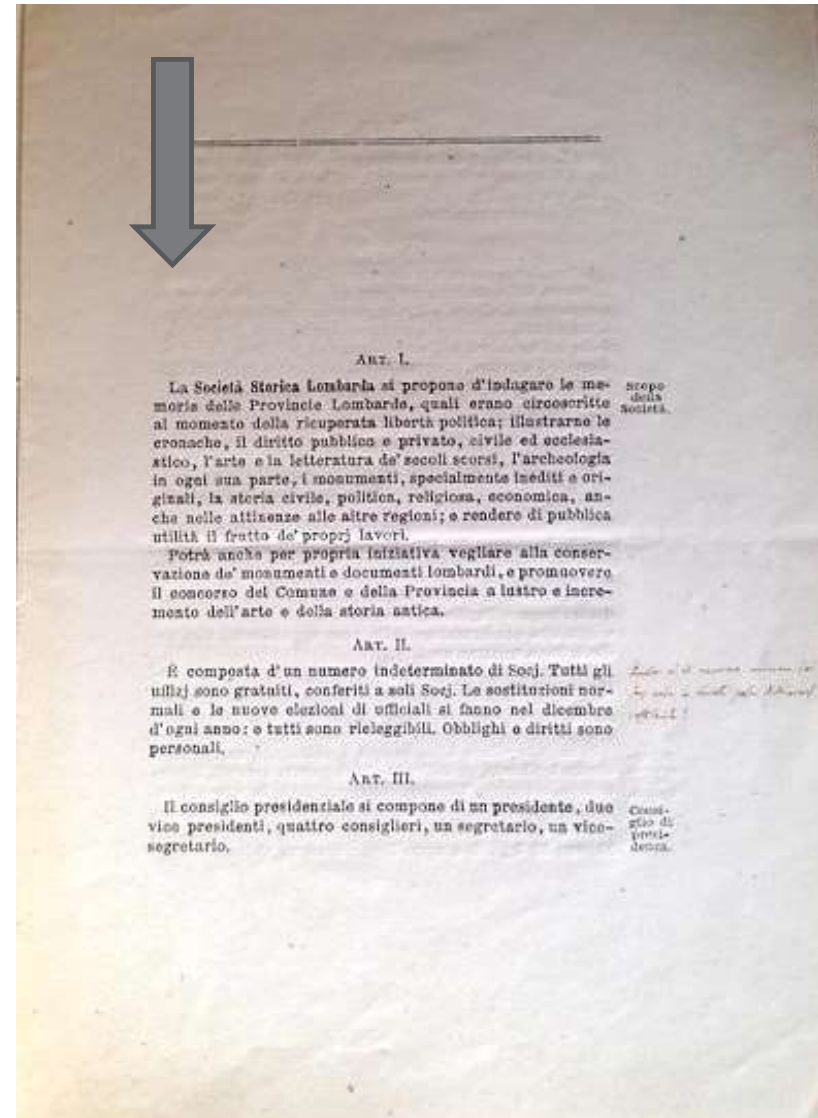 ART. I.
La Società Storica Lombarda si propone d'indagare le me-
morie delle Provincie Lombarde, quali erano circoscritte
al momento della ricuperata libertà politica; illustrarne le
cronache, il diritto pubblico e privato, civile ed ecclesia-
stico, l'arte e la letteratura de' secoli scorsi, l'archeologia
in ogni sua parte, i monumenti, specialmente inediti e ori-
ginali, la storia civile, politica, religiosa, economica, an-
che nelle attinenze alle altre regioni; e rendere di pubblica
utilità il frutto de' proprj lavori.
Scopo
della
Società.
Potrà anche per propria iniziativa vegliare alla conser-
vazione de' monumenti e documenti lombardi, e promuovere
il concorso del Comune e della Provincia a lustro e incre-
mento dell'arte e della storia antica.
ART. II.
È composta d'un numero indeterminato di Socj. Tutti gli
uffizj sono gratuiti, conferiti a soli Socj. Le sostituzioni nor-
mali e le nuove elezioni di ufficiali si fanno nel dicembre
d'ogni anno: e tutti sono rieleggibili. Obblighi e diritti sono
personali.
ART. III.
Il consiglio presidenziale si compone di un presidente, due
vice presidenti, quattro consiglieri, un segretario, un vice-
segretario.
Consi-
glio di
presi-
denza.